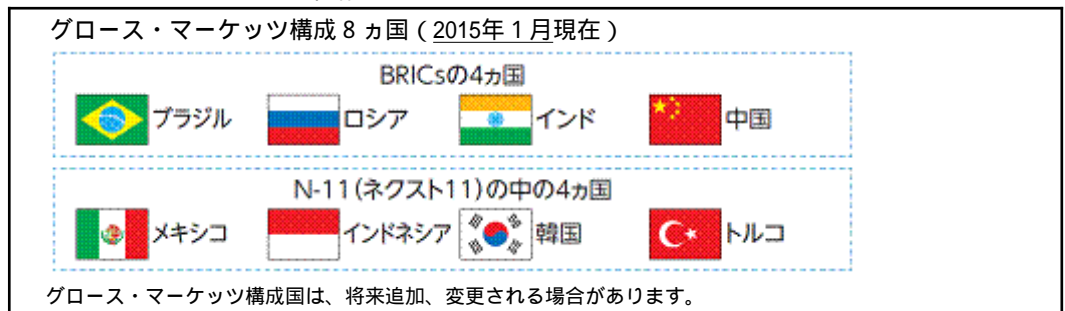 グロース・マーケッツ構成８ヵ国（2015年１月現在）
BRICsの4ヵ国
ブラジル ロシア インド 中国
N-11(ネクスト11)の中の4ヵ国
メキシコ インドネシア 韓国 トルコ
グロース・マーケッツ構成国は、将来追加、変更される場合があります。